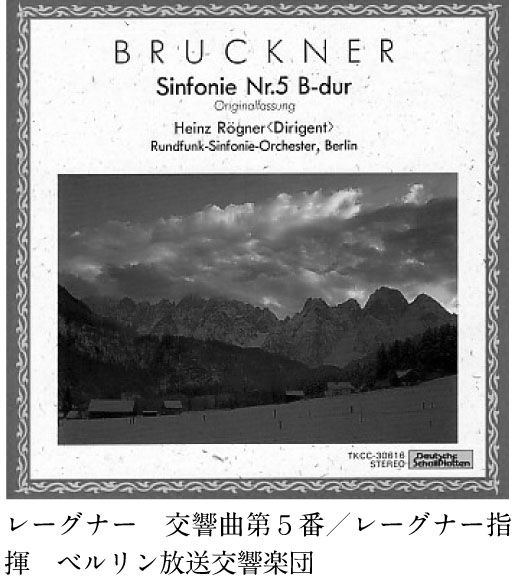 BRUCKNER
Sinfonie Nr.5 B-dur
Originalfassung
Heinz Rögner〈Dirigent〉
Rundfunk-Sinfonie-Orchester, Berlin
TKCC-30616
STEREO
Deutsche
Schallplatten
レーグナー　交響曲第５番／レーグナー指
揮　ベルリン放送交響楽団